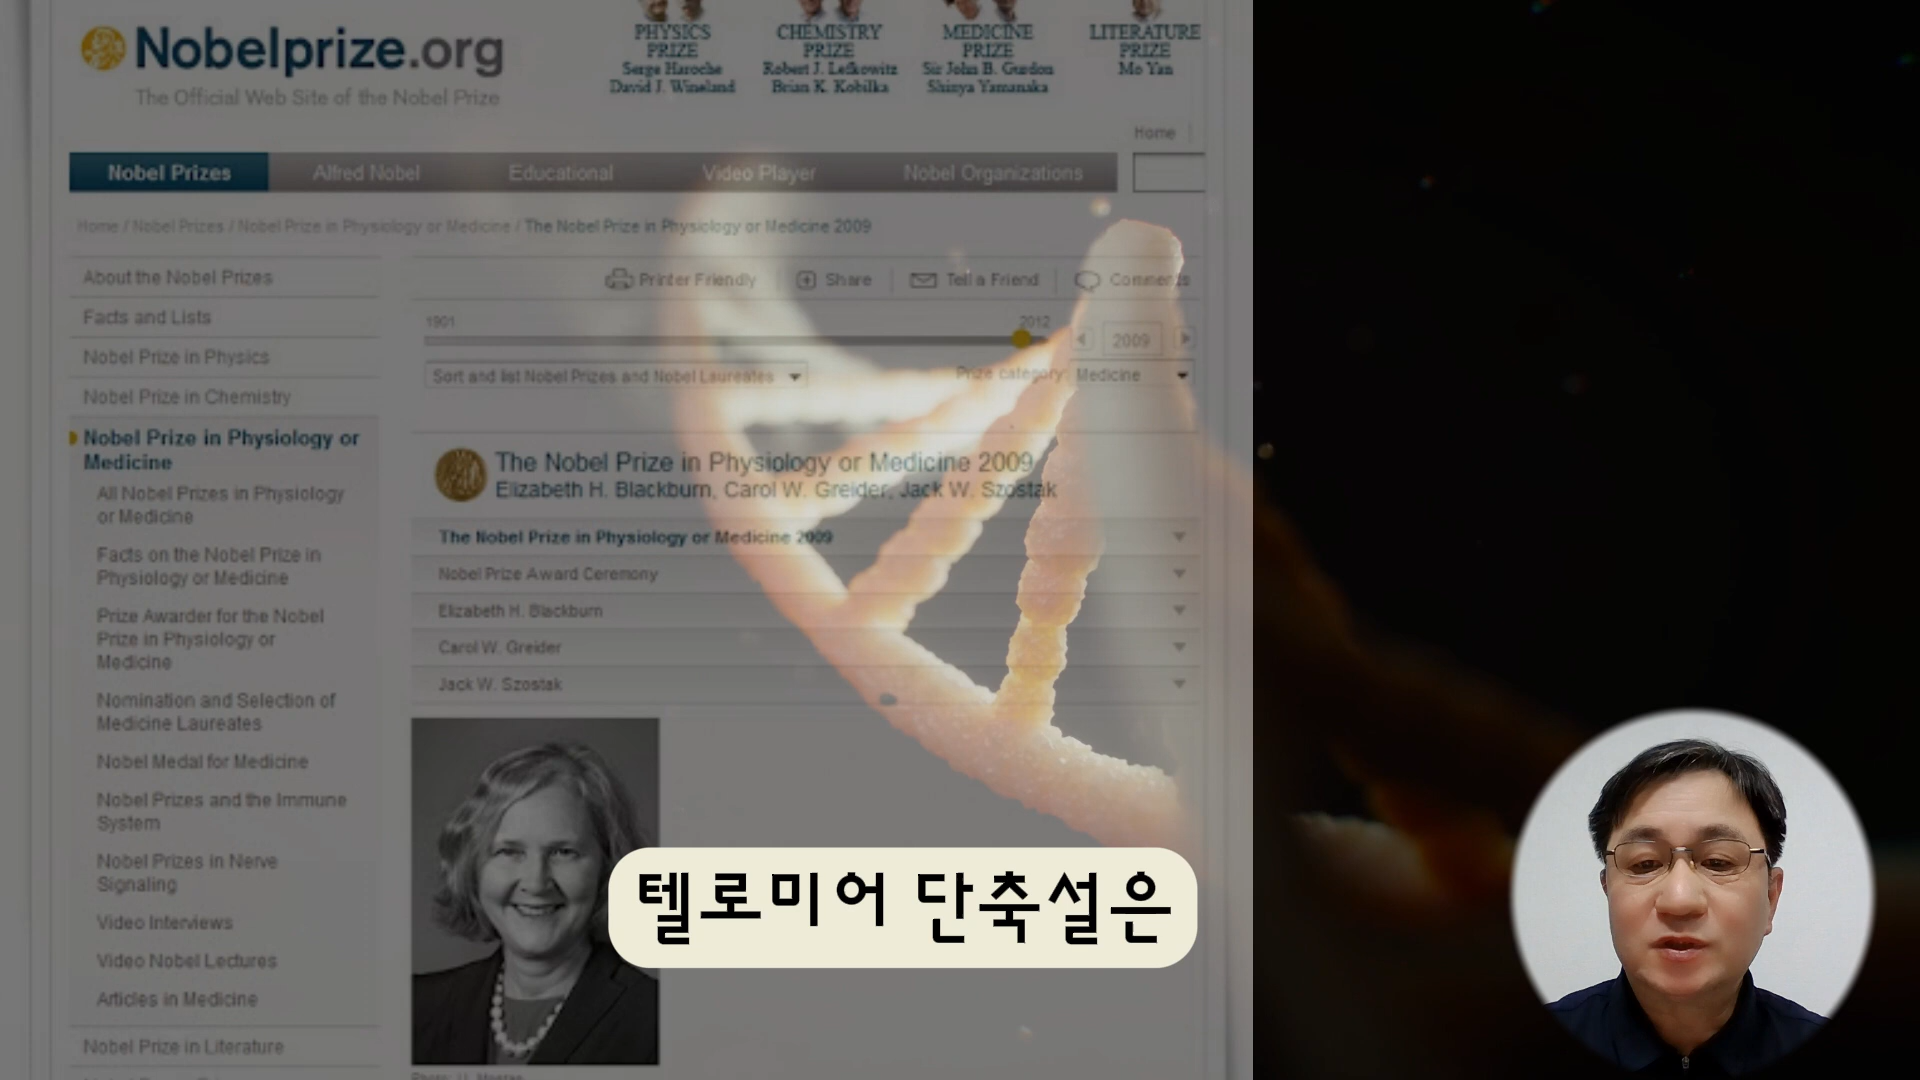 Nobelprize.org
The Official Web Site of the Nobel Prize
PHYSICS
PRIZE
Serge Haroche
David J. Wineland
CHEMISTRY
PRIZE
Robert J. Lefkowitz
Brian K. Kobilka
MEDICINE
PRIZE
Sir John B. Gurdon
Shinya Yamanaka
LITERATURE
PRIZE
Mo Yan
Home
Nobel Prizes
Alfred Nobel
Educational
Video Player
Nobel Organizations
Home / Nobel Prizes / Nobel Prize in Physiology or Medicine / The Nobel Prize in Physiology or Medicine 2009
About the Nobel Prizes
Facts and Lists
Nobel Prize in Physics
Nobel Prize in Chemistry
Nobel Prize in Physiology or
Medicine
All Nobel Prizes in Physiology
or Medicine
Facts on the Nobel Prize in
Physiology or Medicine
Prize Awarder for the Nobel
Prize in Physiology or
Medicine
Nomination and Selection of
Medicine Laureates
Nobel Medal for Medicine
Nobel Prizes and the Immune
System
Nobel Prizes in Nerve
Signaling
Video Interviews
Video Nobel Lectures
Articles in Medicine
Nobel Prize in Literature
Printer Friendly
Share
Tell a Friend
Comments
1901
2012
2009
Sort and list Nobel Prizes and Nobel Laureates
Prize category: Medicine
The Nobel Prize in Physiology or Medicine 2009
Elizabeth H. Blackburn, Carol W. Greider, Jack W. Szostak
The Nobel Prize in Physiology or Medicine 2009
Nobel Prize Award Ceremony
Elizabeth H. Blackburn
Carol W. Greider
Jack W. Szostak
텔로미어 단축설은